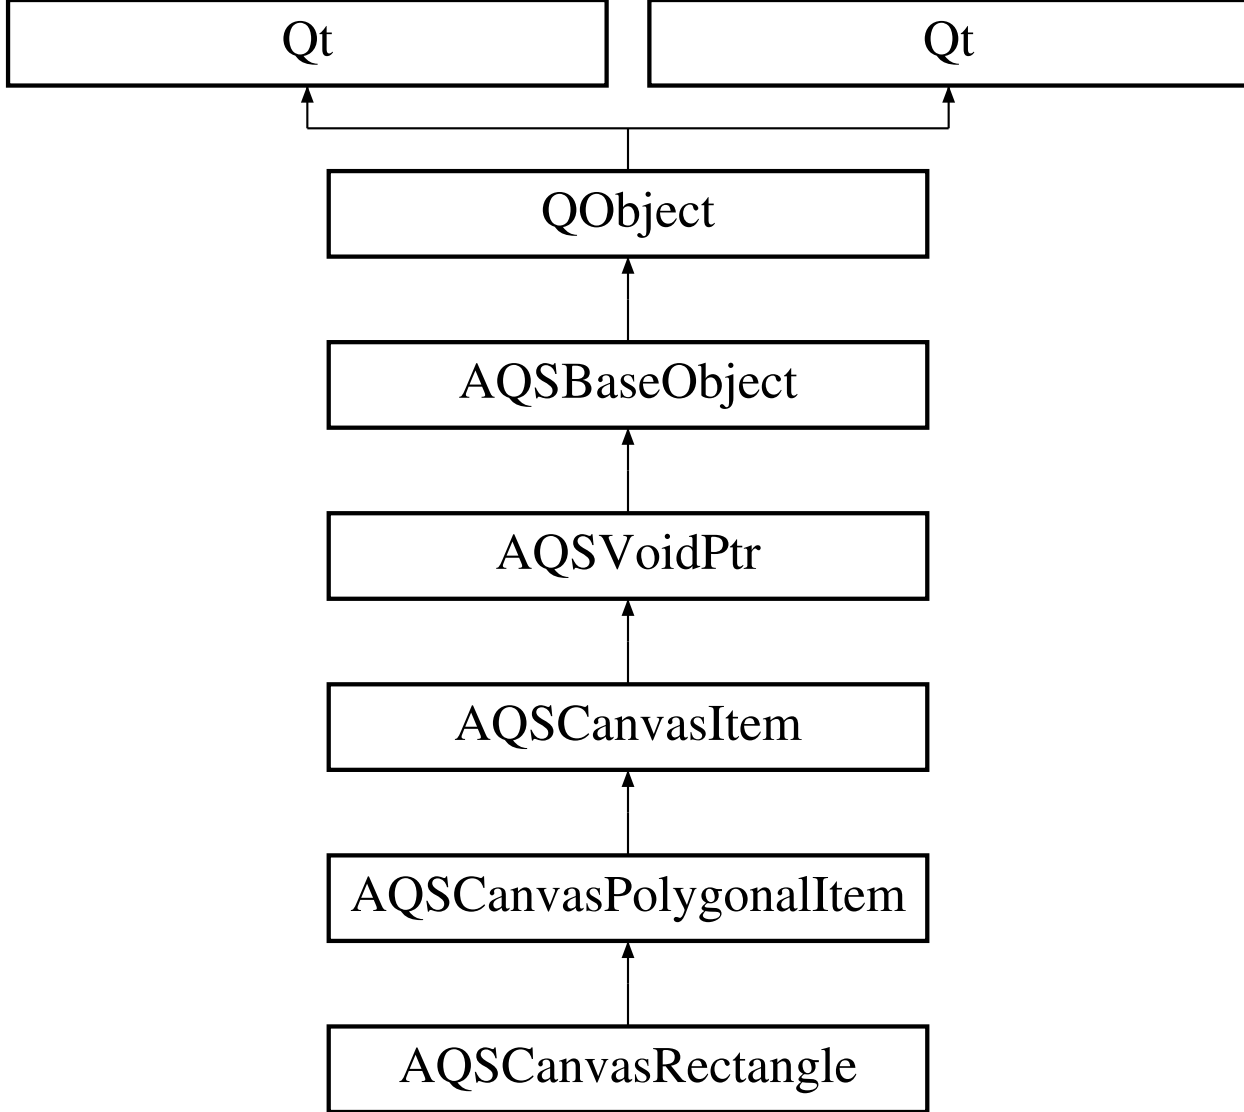 Qt
Qt
QObject
AQSBaseObject
AQSVoidPtr
AQSCanvasItem
AQSCanvasPolygonalItem
AQSCanvasRectangle